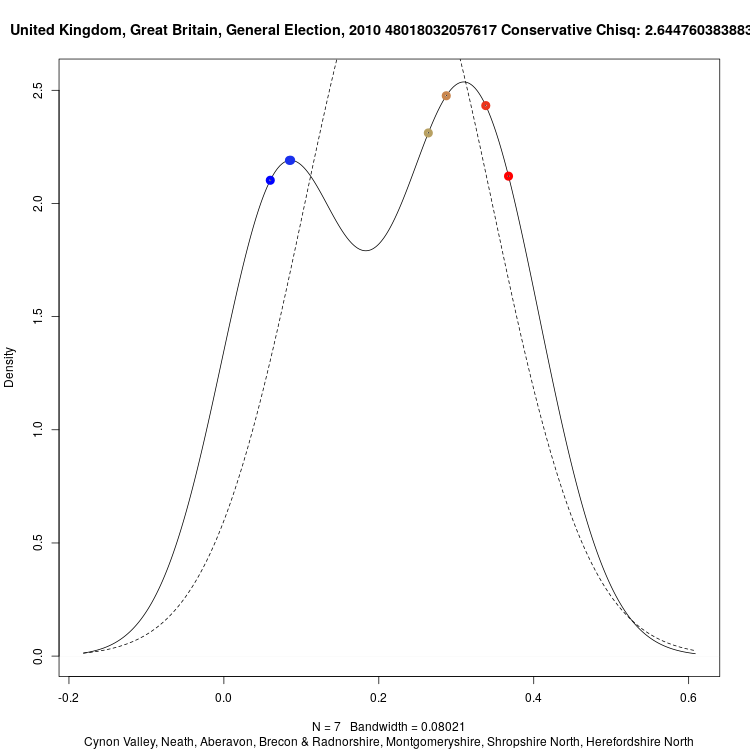 United Kingdom, Great Britain, General Election, 2010 48018032057617 Conservative Chisq: 2.644760383883
Density
2.5
2.0
1.5
1.0
0.5
0.0
-0.2 0.0 0.2 0.4 0.6
N = 7 Bandwidth = 0.08021
Cynon Valley, Neath, Aberavon, Brecon & Radnorshire, Montgomeryshire, Shropshire North, Herefordshire North